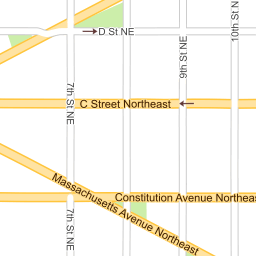 D St NE
10th St NE
9th St NE
7th St NE
C Street Northeast
Massachusetts Avenue Northeast
Constitution Avenue Northeas
7th St NE